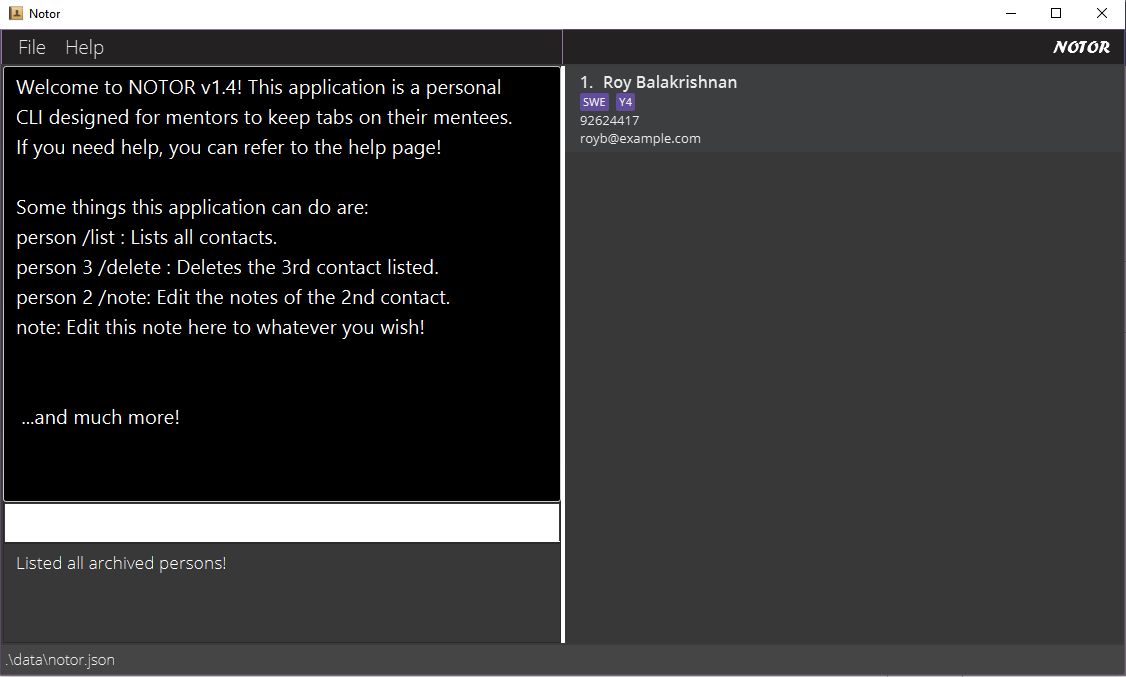 Notor
File Help
NOTOR
Welcome to NOTOR v1.4! This application is a personal
CLI designed for mentors to keep tabs on their mentees.
If you need help, you can refer to the help page!
Some things this application can do are:
person /list : Lists all contacts.
person 3 /delete : Deletes the 3rd contact listed.
person 2 /note: Edit the notes of the 2nd contact.
note: Edit this note here to whatever you wish!
...and much more!
Listed all archived persons!
1. Roy Balakrishnan
SWE Y4
92624417
royb@example.com
.\data\notor.json